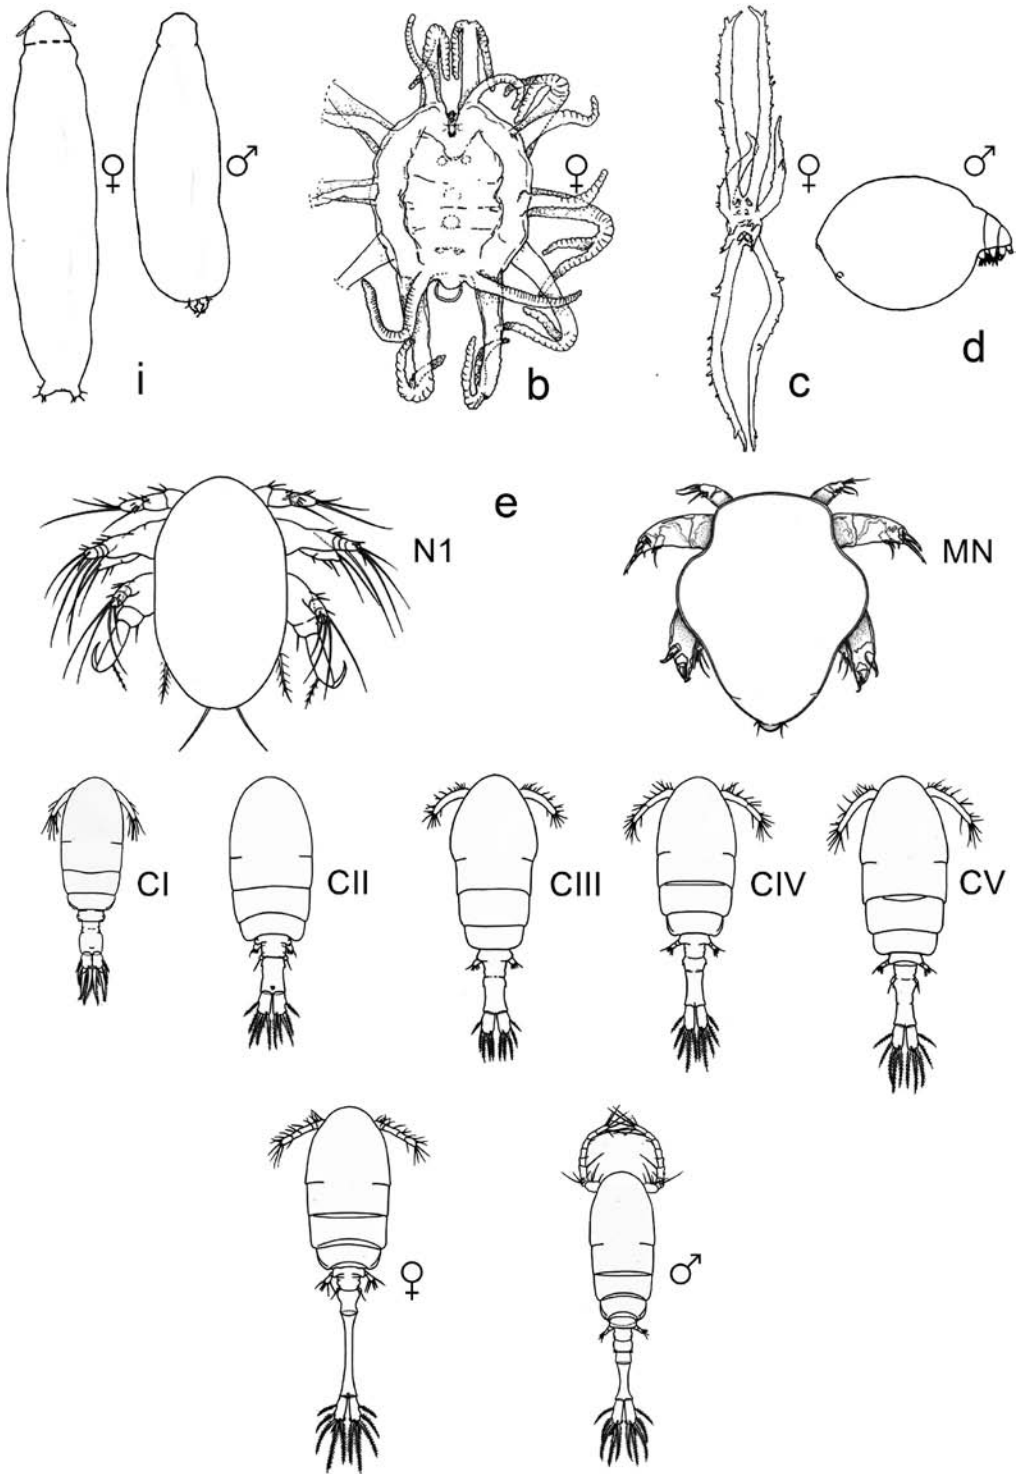 ♀ ♂ ♀ ♀ ♂
i b c d
e
N1 MN
CI CII CIII CIV CV
♀ ♂